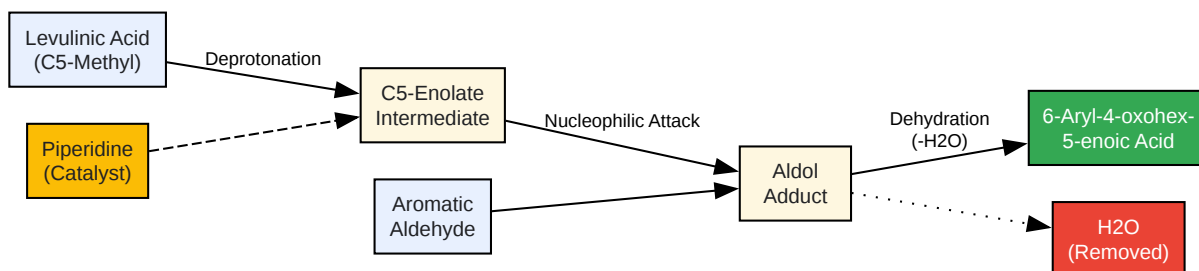 Levulinic Acid
(C5-Methyl)
Deprotonation
Piperidine
(Catalyst)
C5-Enolate
Intermediate
Nucleophilic Attack
Aromatic
Aldehyde
Aldol
Adduct
Dehydration
(-H2O)
6-Aryl-4-oxohex-
5-enoic Acid
H2O
(Removed)